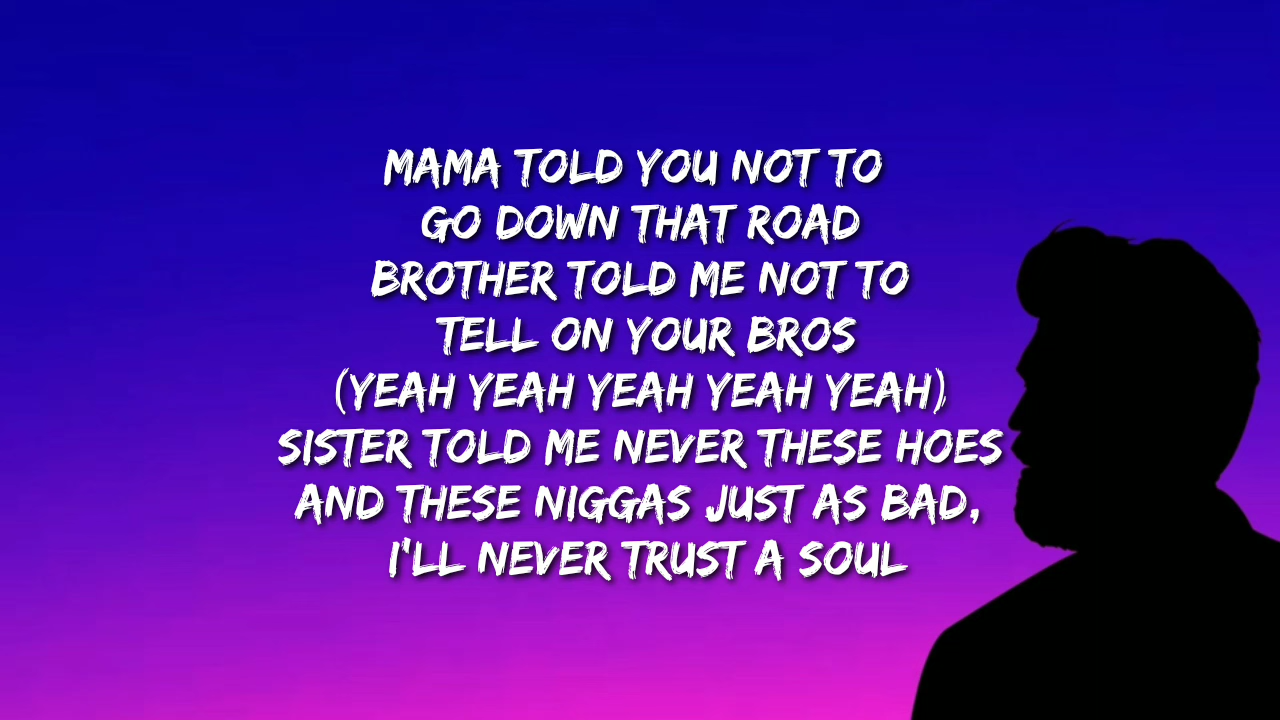 MAMA TOLD YOU NOT TO
GO DOWN THAT ROAD
BROTHER TOLD ME NOT TO
TELL ON YOUR BROS
(YEAH YEAH YEAH YEAH YEAH)
SISTER TOLD ME NEVER THESE HOES
AND THESE NIGGAS JUST AS BAD,
I'LL NEVER TRUST A SOUL